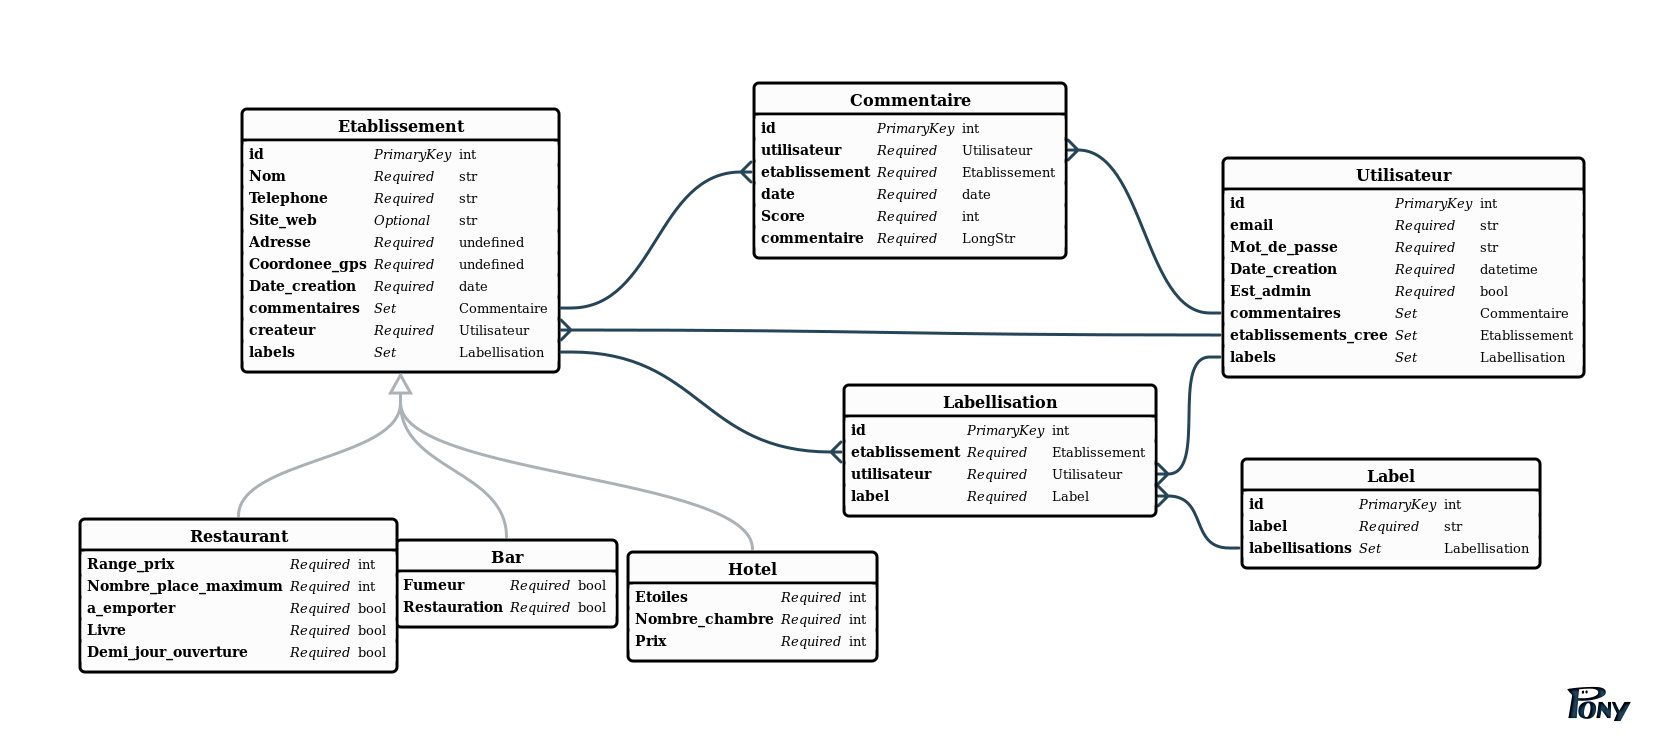 Etablissement
id PrimaryKey int
Nom Required str
Telephone Required str
Site_web Optional str
Adresse Required undefined
Coordonee_gps Required undefined
Date_creation Required date
commentaires Set Commentaire
createur Required Utilisateur
labels Set Labellisation
Commentaire
id PrimaryKey int
utilisateur Required Utilisateur
etablissement Required Etablissement
date Required date
Score Required int
commentaire Required LongStr
Utilisateur
id PrimaryKey int
email Required str
Mot_de_passe Required str
Date_creation Required datetime
Est_admin Required bool
commentaires Set Commentaire
etablissements_cree Set Etablissement
labels Set Labellisation
Labellisation
id PrimaryKey int
etablissement Required Etablissement
utilisateur Required Utilisateur
label Required Label
Label
id PrimaryKey int
label Required str
labellisations Set Labellisation
Restaurant
Range_prix Required int
Nombre_place_maximum Required int
a_emporter Required bool
Livre Required bool
Demi_jour_ouverture Required bool
Bar
Fumeur Required bool
Restauration Required bool
Hotel
Etoiles Required int
Nombre_chambre Required int
Prix Required int
PONY